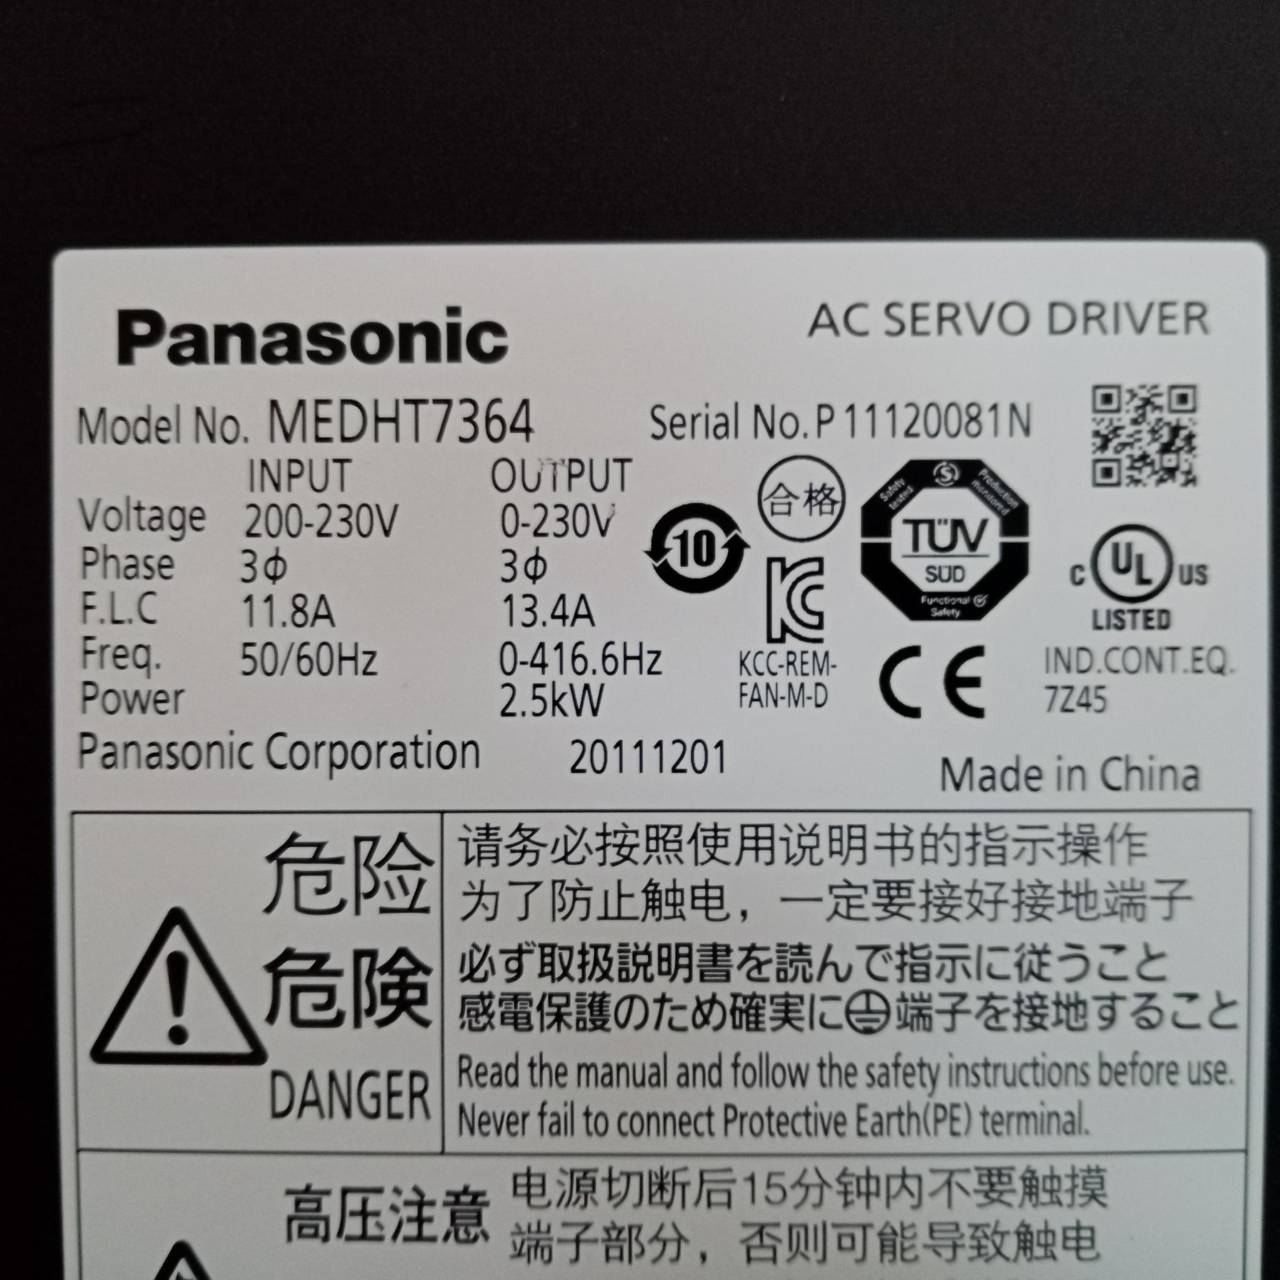 Panasonic
AC SERVO DRIVER
Model No. MEDHT7364
Serial No. P11120081N
INPUT OUTPUT
Voltage 200-230V 0-230V
Phase 3ϕ 3ϕ
F.L.C 11.8A 13.4A
Freq. 50/60Hz 0-416.6Hz
Power 2.5kW
10
合格
KCC-REM-
FAN-M-D
Safety tested
Production monitored
TÜV
SÜD
Functional
Safety
CE
C UL US
LISTED
IND.CONT.EQ.
7Z45
Panasonic Corporation 20111201
Made in China
危险
危険
DANGER
请务必按照使用说明书的指示操作
为了防止触电，一定要接好接地端子
必ず取扱説明書を読んで指示に従うこと
感電保護のため確実に⏚端子を接地すること
Read the manual and follow the safety instructions before use.
Never fail to connect Protective Earth(PE) terminal.
高压注意
电源切断后15分钟内不要触摸
端子部分，否则可能导致触电